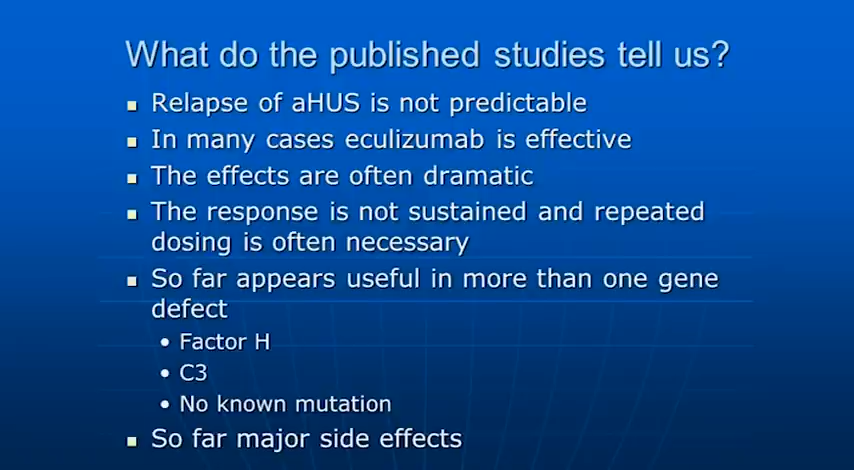 What do the published studies tell us?
▪ Relapse of aHUS is not predictable
▪ In many cases eculizumab is effective
▪ The effects are often dramatic
▪ The response is not sustained and repeated
dosing is often necessary
▪ So far appears useful in more than one gene
defect
• Factor H
• C3
• No known mutation
▪ So far major side effects